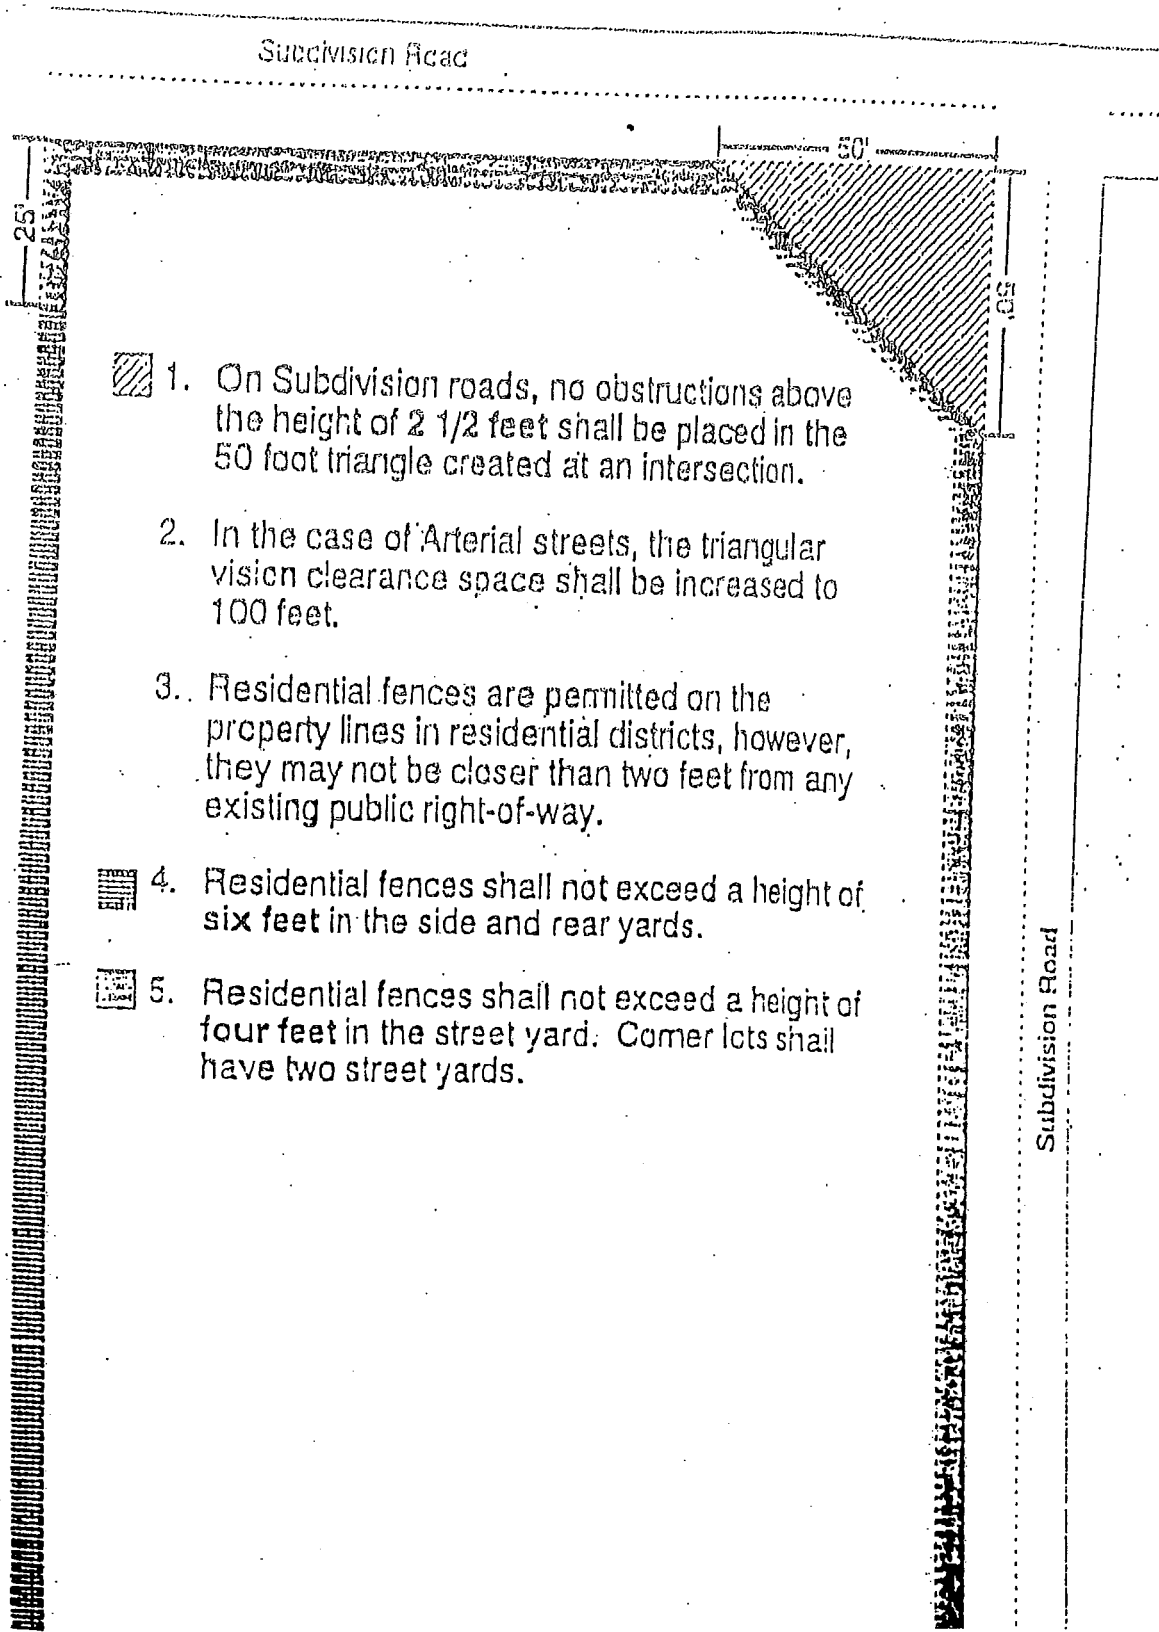 Subdivision Road
50'
25'
50'
1. On Subdivision roads, no obstructions above
the height of 2 1/2 feet shall be placed in the
50 foot triangle created at an intersection.
2. In the case of Arterial streets, the triangular
vision clearance space shall be increased to
100 feet.
3. Residential fences are permitted on the
property lines in residential districts, however,
they may not be closer than two feet from any
existing public right-of-way.
4. Residential fences shall not exceed a height of
six feet in the side and rear yards.
5. Residential fences shall not exceed a height of
four feet in the street yard. Corner lots shall
have two street yards.
Subdivision Road